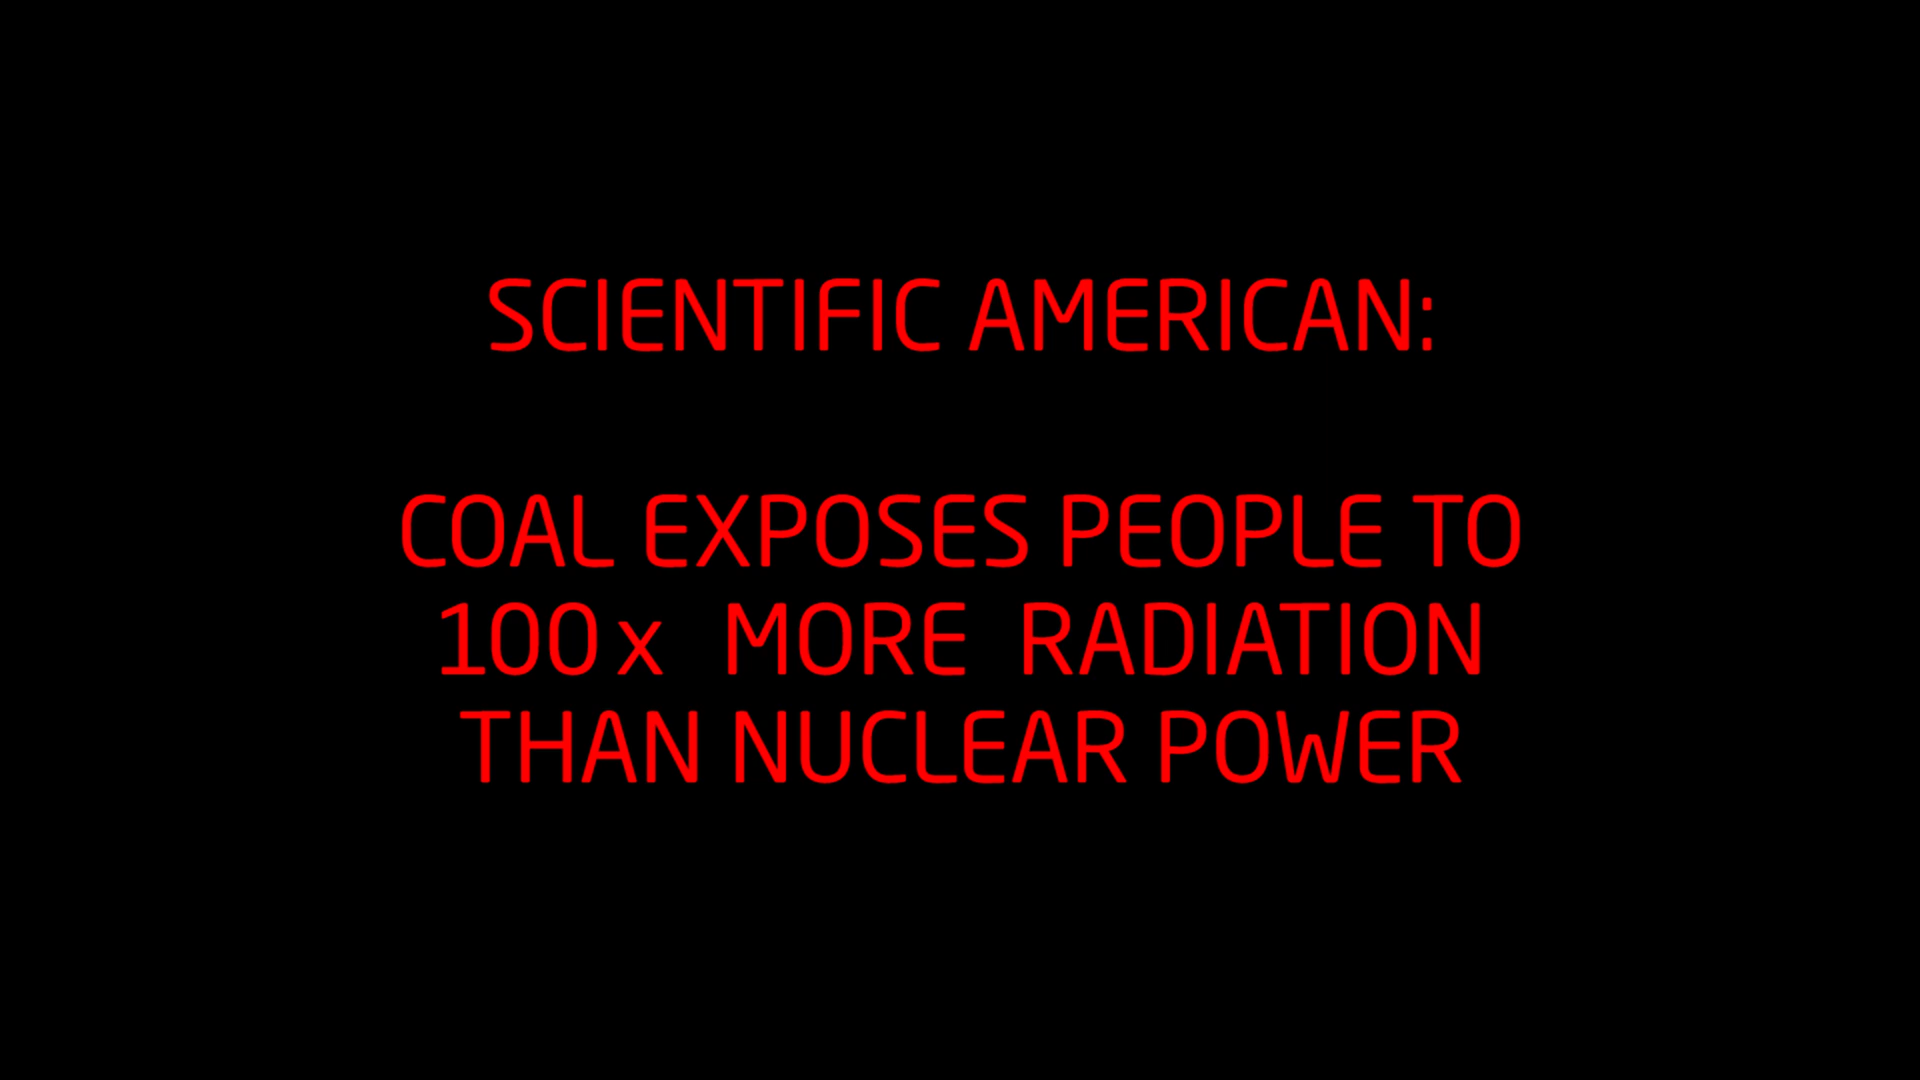 SCIENTIFIC AMERICAN:
COAL EXPOSES PEOPLE TO
100x MORE RADIATION
THAN NUCLEAR POWER